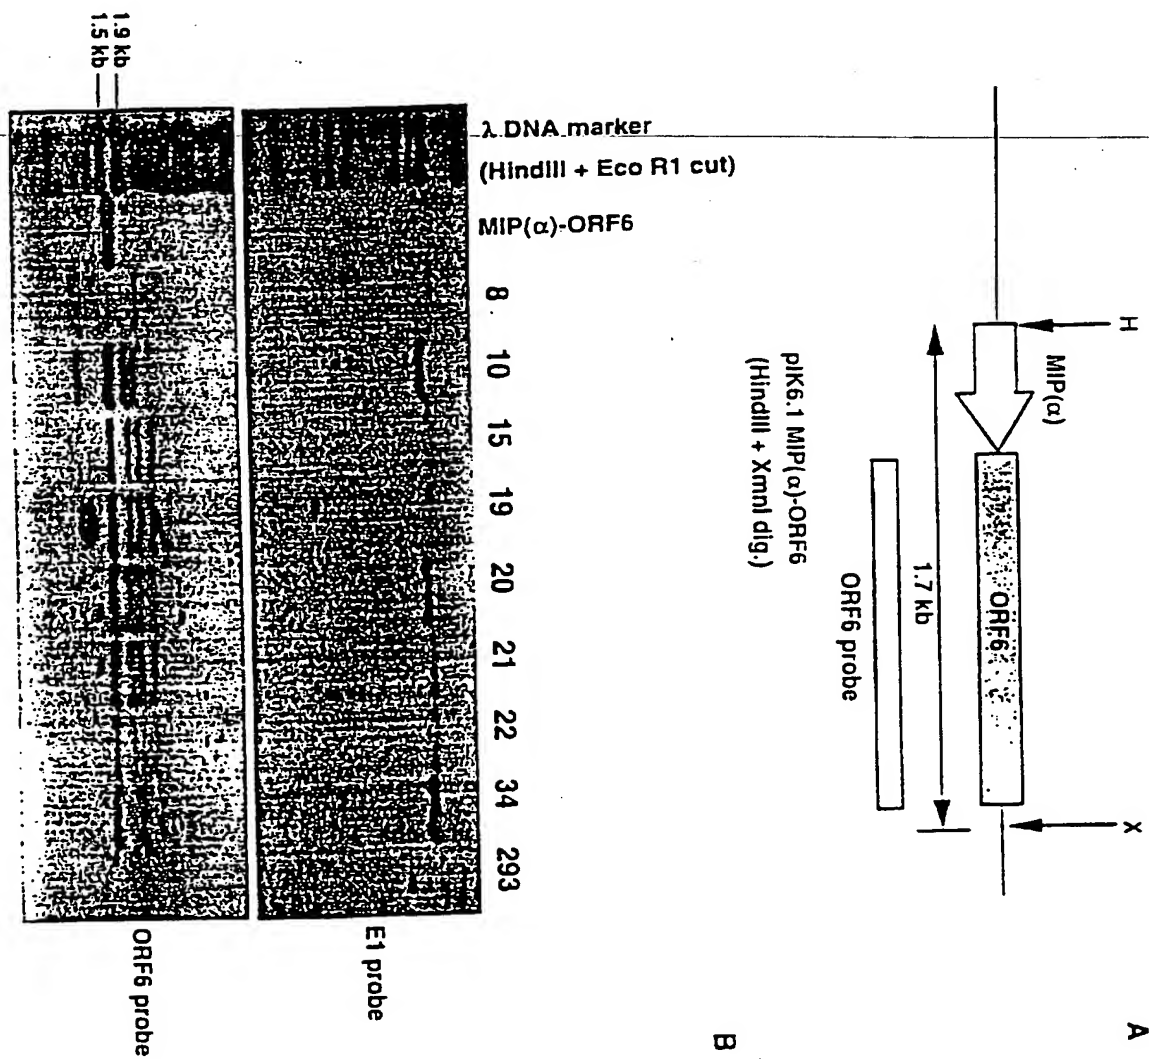 A
H
X
MIP(α)
ORF6
1.7 kb
ORF6 probe
pIK6.1 MIP(α)-ORF6
(HindIII + XmnI dig.)
B
λ DNA marker
(HindIII + Eco R1 cut)
MIP(α)-ORF6
8
10
15
19
20
21
22
34
293
E1 probe
1.9 kb
1.5 kb
ORF6 probe